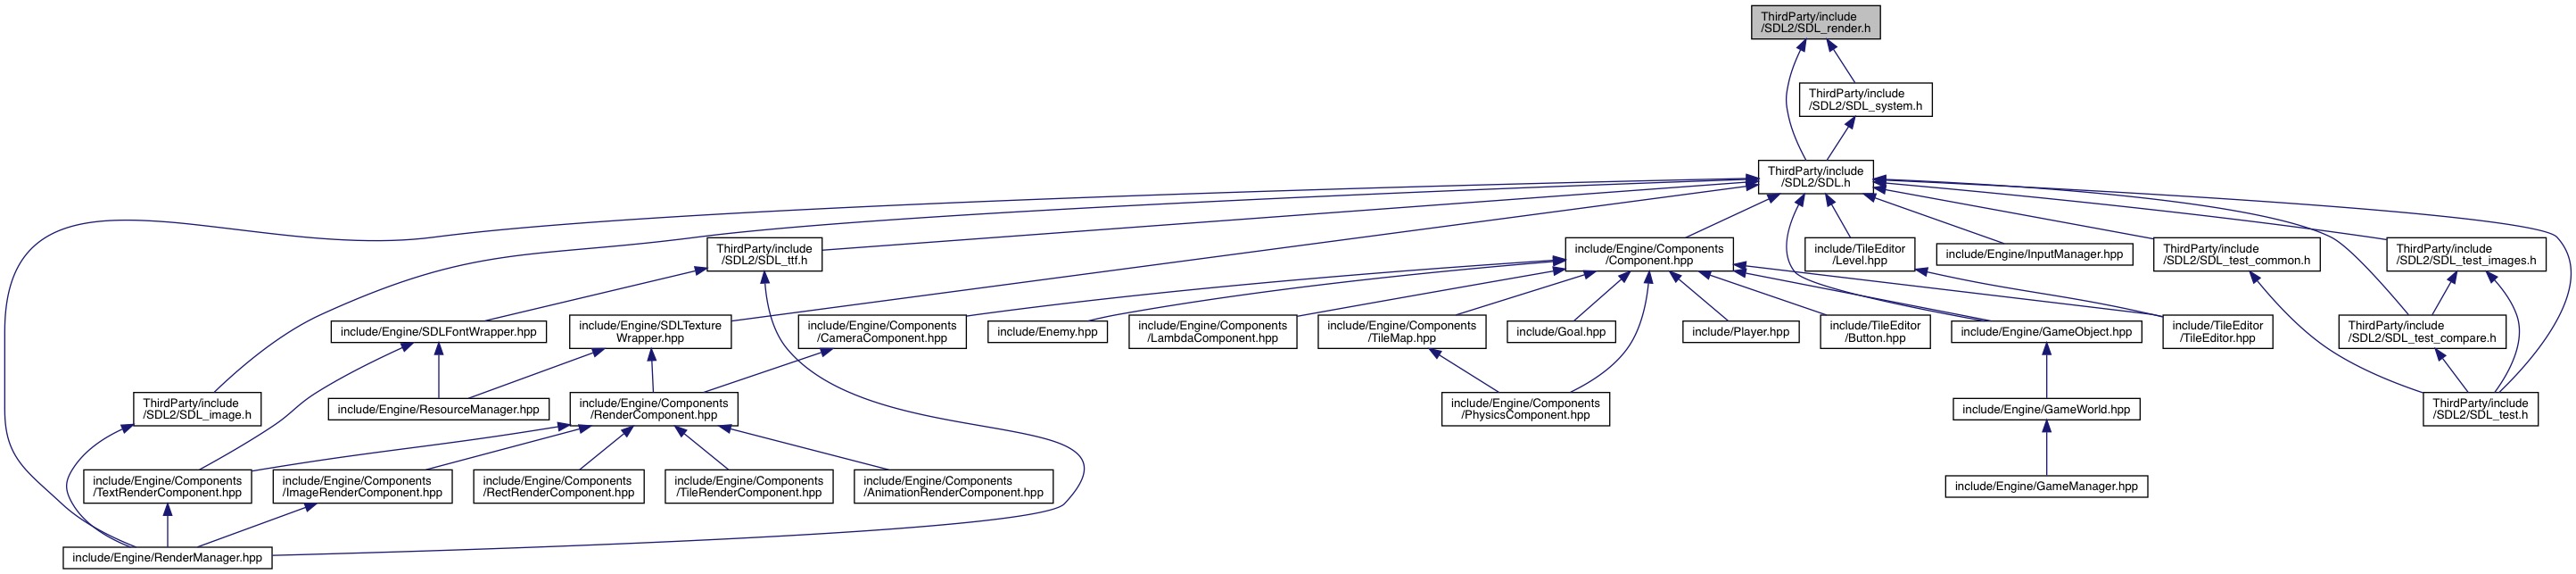 ThirdParty/include
/SDL2/SDL_render.h
ThirdParty/include
/SDL2/SDL_system.h
ThirdParty/include
/SDL2/SDL.h
ThirdParty/include
/SDL2/SDL_ttf.h
include/Engine/Components
/Component.hpp
include/TileEditor
/Level.hpp
include/Engine/InputManager.hpp
ThirdParty/include
/SDL2/SDL_test_common.h
ThirdParty/include
/SDL2/SDL_test_images.h
include/Engine/SDLFontWrapper.hpp
include/Engine/SDLTexture
Wrapper.hpp
include/Engine/Components
/CameraComponent.hpp
include/Enemy.hpp
include/Engine/Components
/LambdaComponent.hpp
include/Engine/Components
/TileMap.hpp
include/Goal.hpp
include/Player.hpp
include/TileEditor
/Button.hpp
include/Engine/GameObject.hpp
include/TileEditor
/TileEditor.hpp
ThirdParty/include
/SDL2/SDL_test_compare.h
ThirdParty/include
/SDL2/SDL_image.h
include/Engine/ResourceManager.hpp
include/Engine/Components
/RenderComponent.hpp
include/Engine/Components
/PhysicsComponent.hpp
include/Engine/GameWorld.hpp
ThirdParty/include
/SDL2/SDL_test.h
include/Engine/Components
/TextRenderComponent.hpp
include/Engine/Components
/ImageRenderComponent.hpp
include/Engine/Components
/RectRenderComponent.hpp
include/Engine/Components
/TileRenderComponent.hpp
include/Engine/Components
/AnimationRenderComponent.hpp
include/Engine/GameManager.hpp
include/Engine/RenderManager.hpp